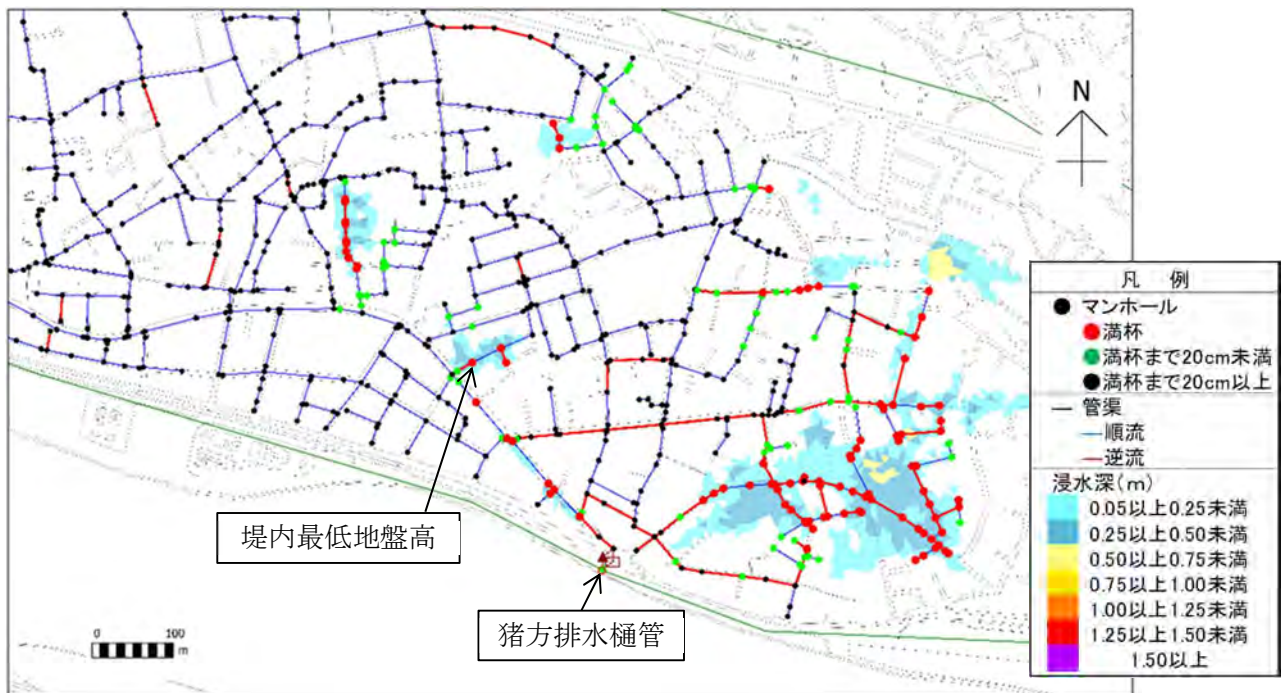 N
凡 例
マンホール
満杯
満杯まで20cm未満
満杯まで20cm以上
管渠
順流
逆流
浸水深(m)
0.05以上0.25未満
0.25以上0.50未満
0.50以上0.75未満
0.75以上1.00未満
1.00以上1.25未満
1.25以上1.50未満
1.50以上
堤内最低地盤高
猪方排水樋管
0 100
m